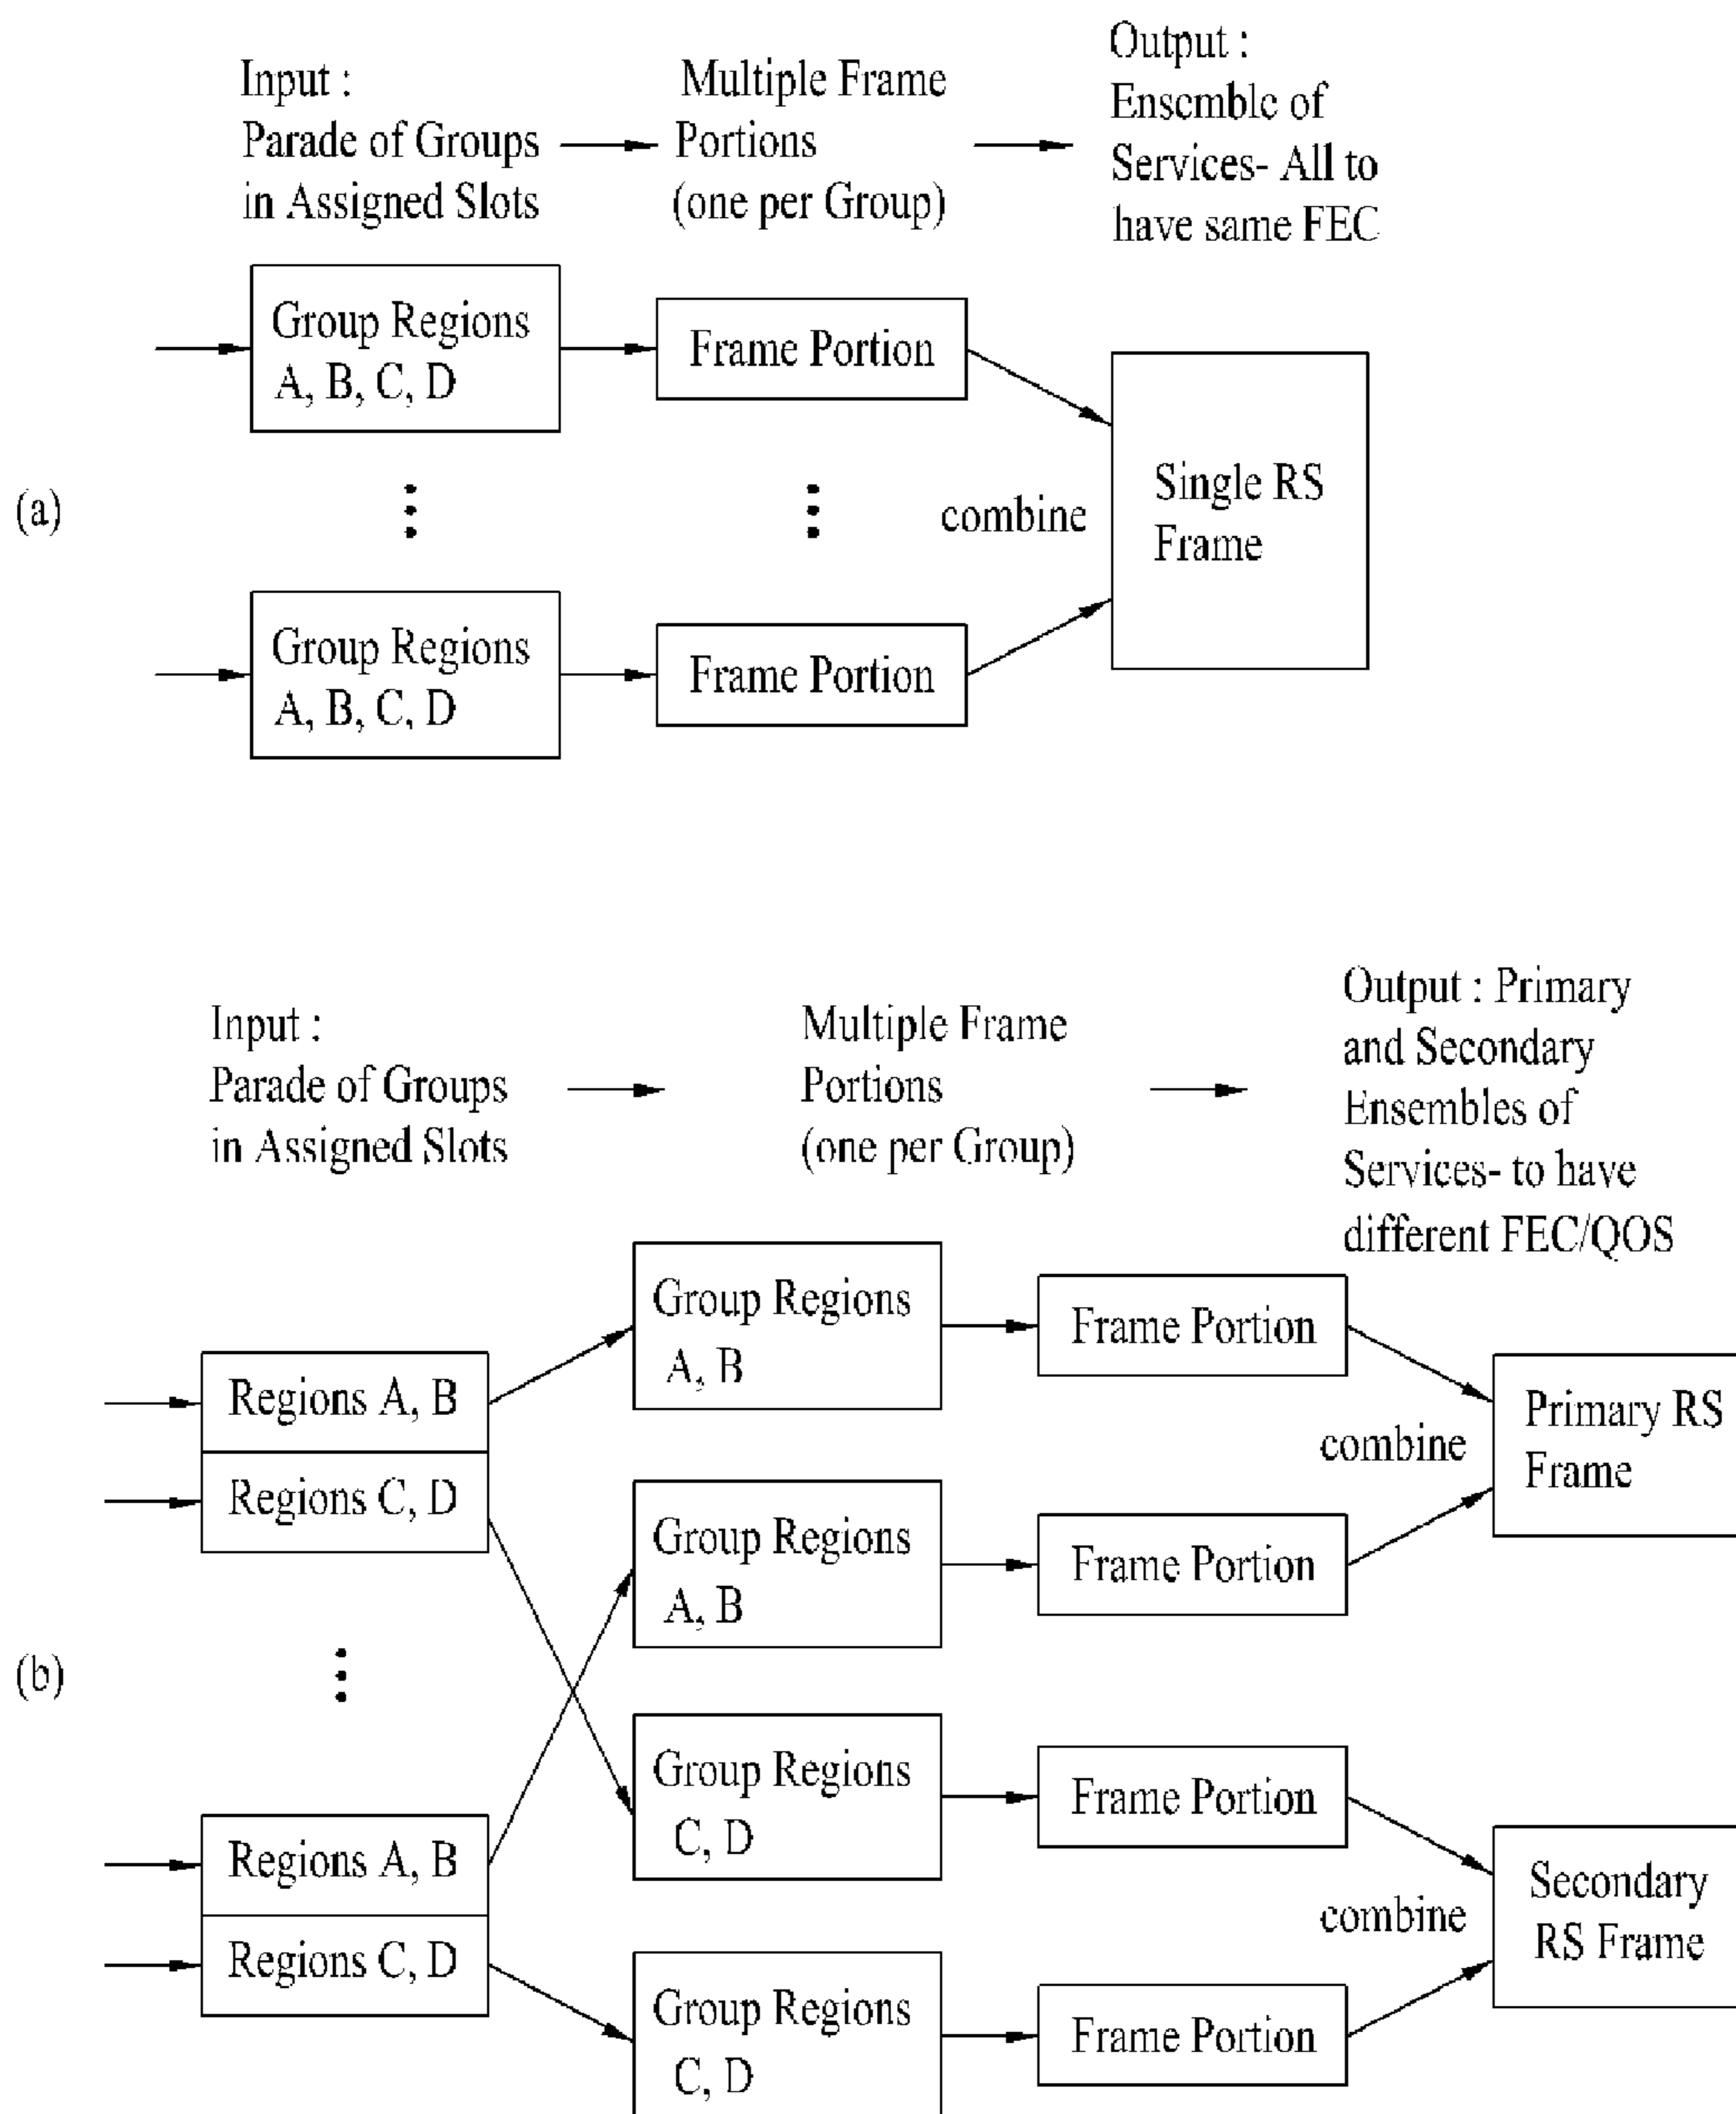 Input :
Parade of Groups
in Assigned Slots
Multiple Frame
Portions
(one per Group)
Output :
Ensemble of
Services- All to
have same FEC
Group Regions
A, B, C, D
Frame Portion
(a)
combine
Single RS
Frame
Group Regions
A, B, C, D
Frame Portion
Input :
Parade of Groups
in Assigned Slots
Multiple Frame
Portions
(one per Group)
Output : Primary
and Secondary
Ensembles of
Services- to have
different FEC/QOS
Regions A, B
Regions C, D
Group Regions
A, B
Frame Portion
Group Regions
A, B
Frame Portion
combine
Primary RS
Frame
(b)
Regions A, B
Regions C, D
Group Regions
C, D
Frame Portion
Group Regions
C, D
Frame Portion
combine
Secondary
RS Frame